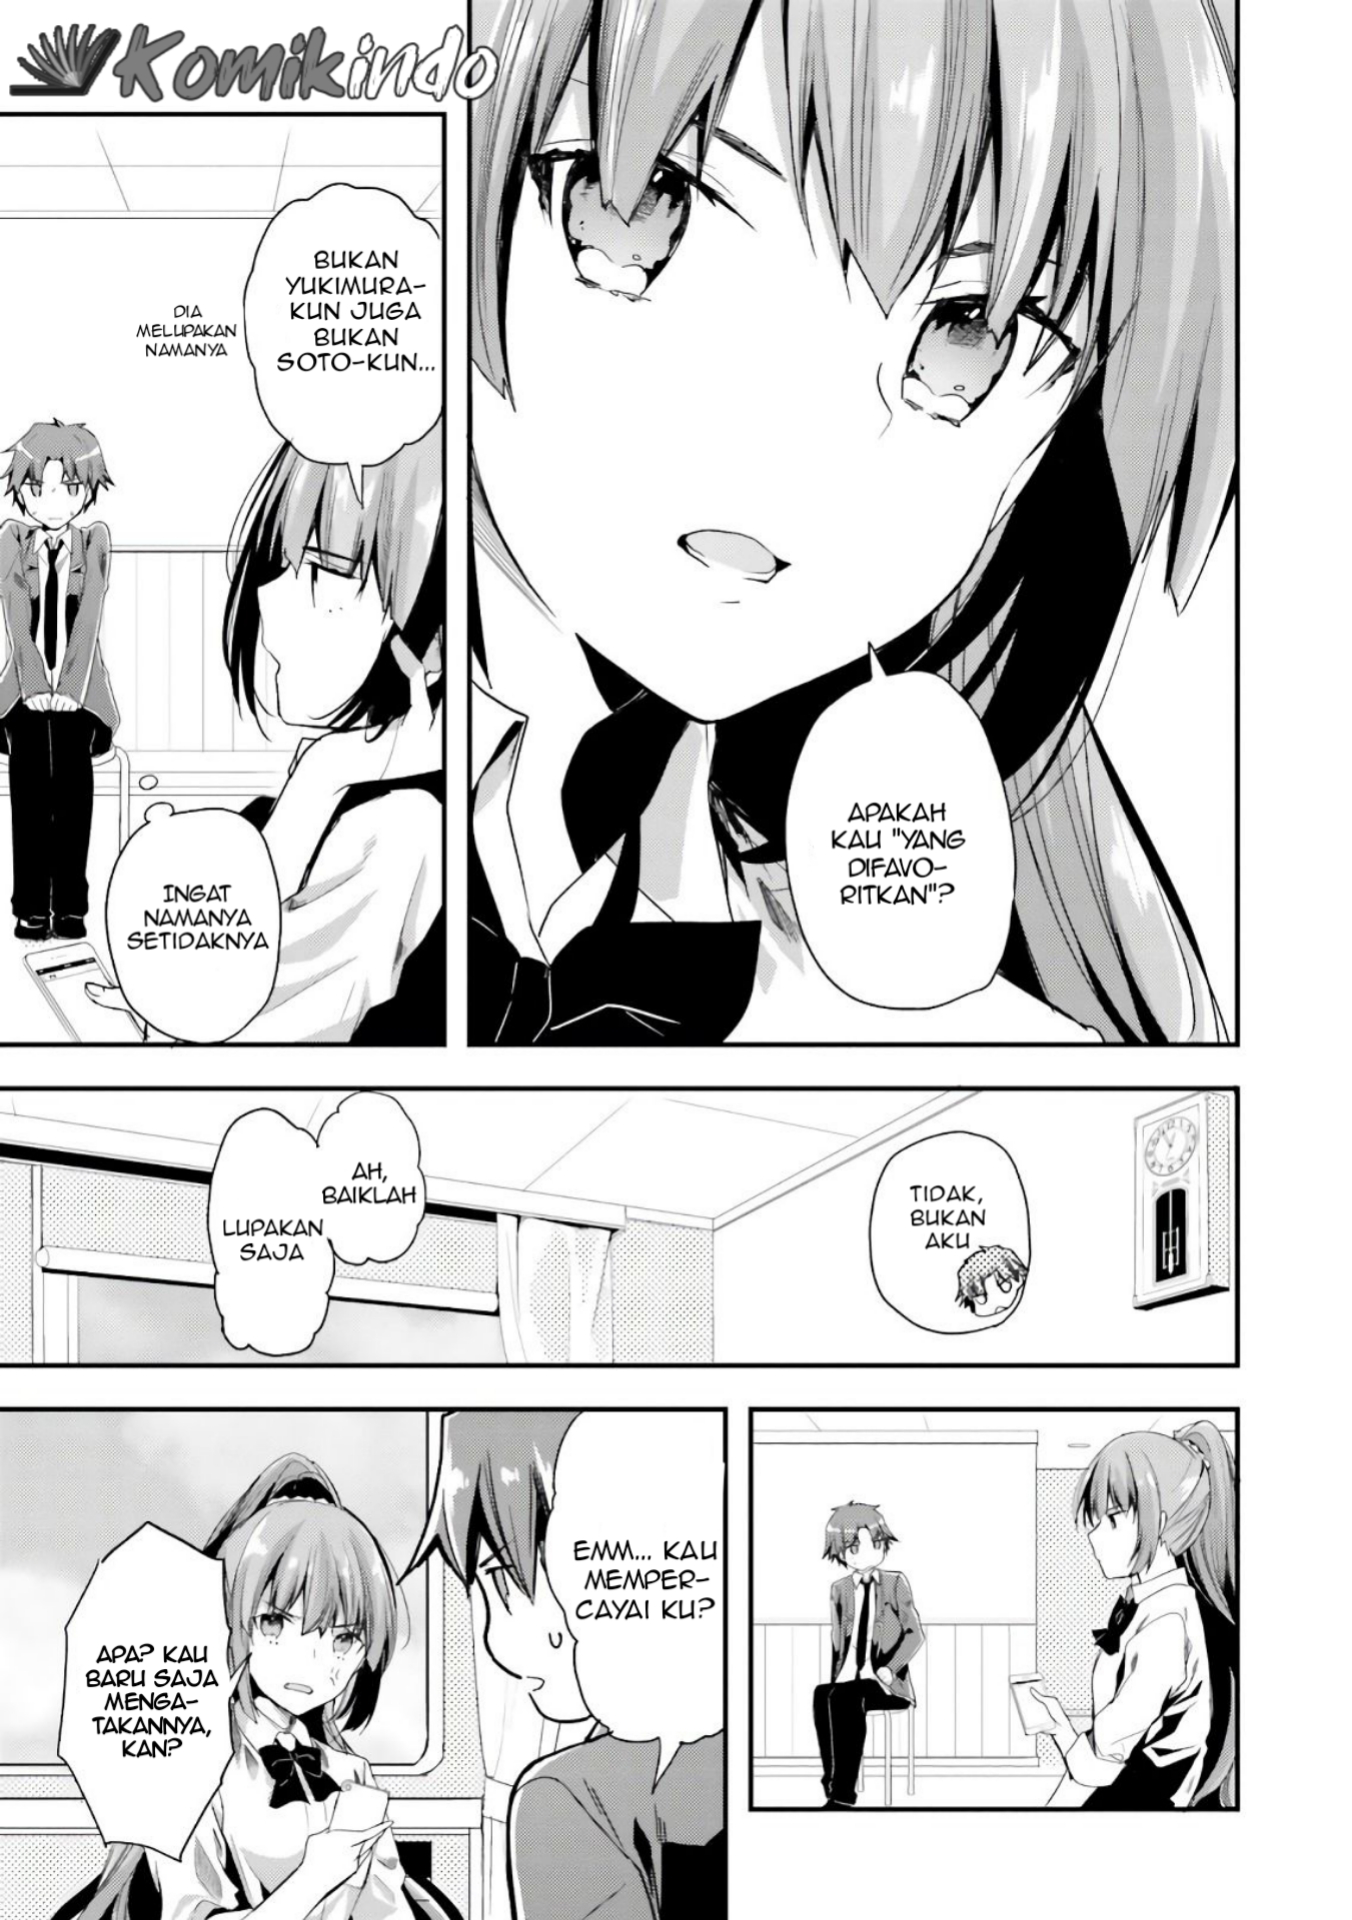 Komikindo
APAKAH
KAU "YANG
DIFAVO-
RITKAN"?
BUKAN
YUKIMURA-
KUN JUGA
BUKAN
SOTO-KUN...
DIA
MELUPAKAN
NAMANYA
INGAT
NAMANYA
SETIDAKNYA
TIDAK,
BUKAN
AKU
AH,
BAIKLAH
LUPAKAN
SAJA
EMM... KAU
MEMPER-
CAYAI KU?
APA? KAU
BARU SAJA
MENGA-
TAKANNYA,
KAN?